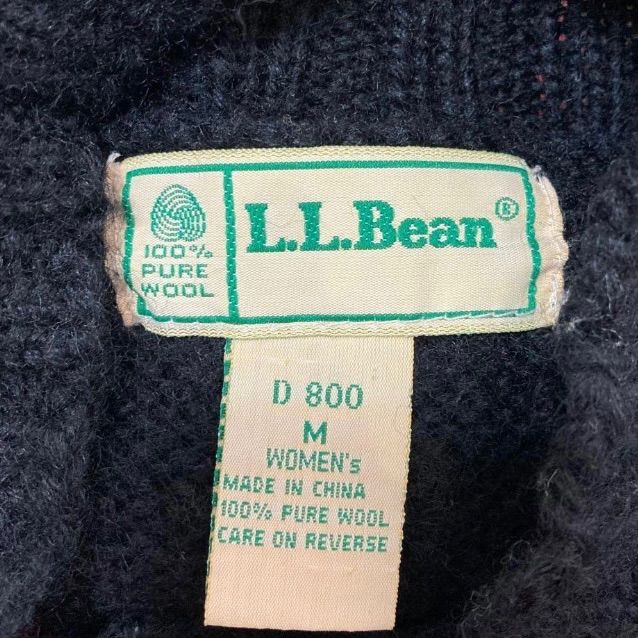 100%
PURE
WOOL
L.L.Bean®
D 800
M
WOMEN's
MADE IN CHINA
100% PURE WOOL
CARE ON REVERSE